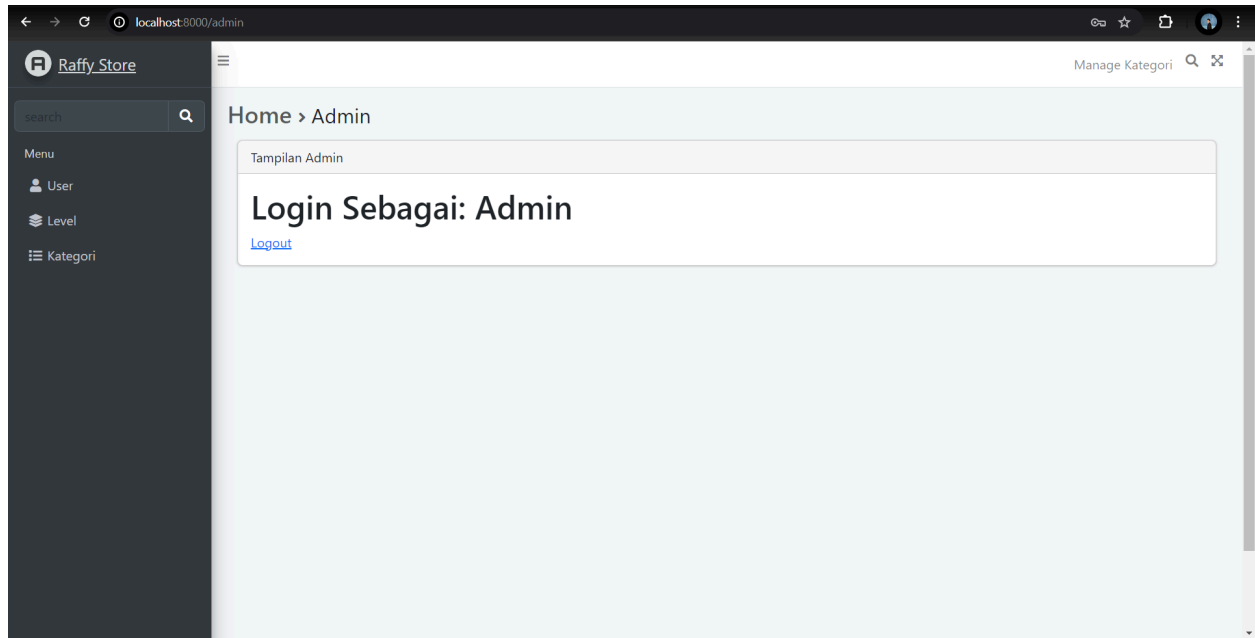 localhost:8000/admin
Raffy Store
Manage Kategori
search
Home › Admin
Menu
Tampilan Admin
User
Login Sebagai: Admin
Level
Logout
Kategori